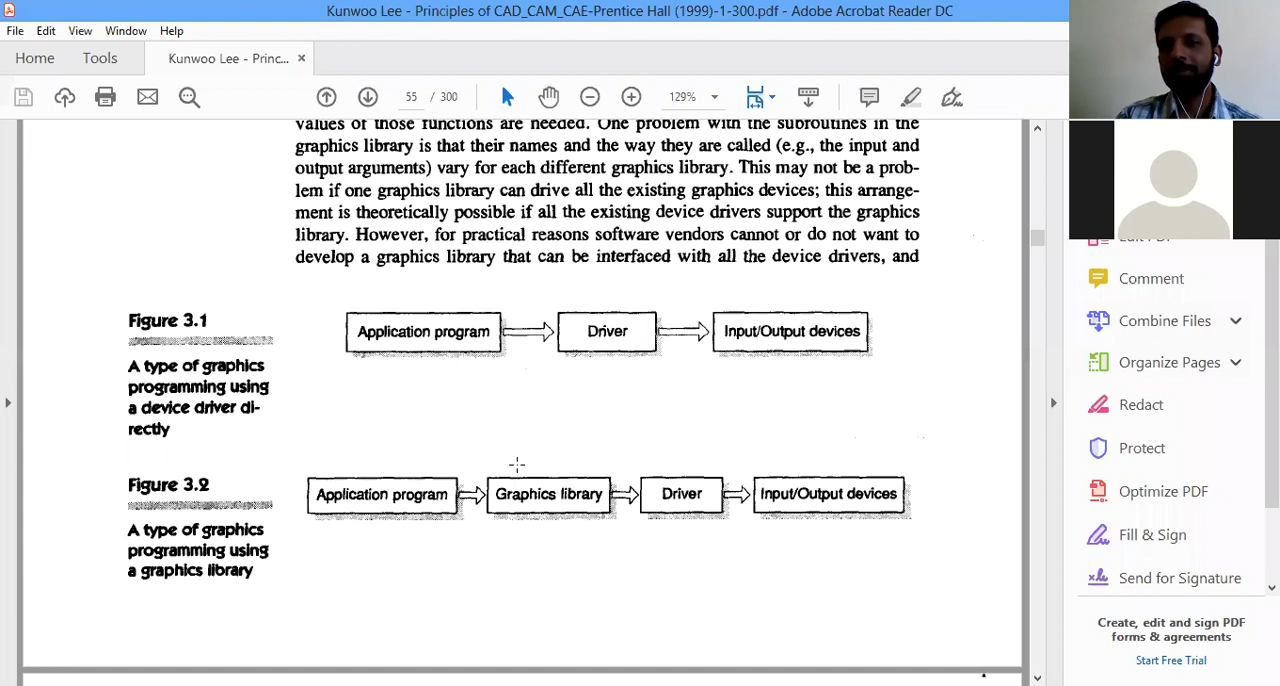 Kunwoo Lee - Principles of CAD_CAM_CAE-Prentice Hall (1999)-1-300.pdf - Adobe Acrobat Reader DC
File Edit View Window Help
Home Tools Kunwoo Lee - Princ... ×
55 / 300 129%
values of those functions are needed. One problem with the subroutines in the
graphics library is that their names and the way they are called (e.g., the input and
output arguments) vary for each different graphics library. This may not be a prob-
lem if one graphics library can drive all the existing graphics devices; this arrange-
ment is theoretically possible if all the existing device drivers support the graphics
library. However, for practical reasons software vendors cannot or do not want to
develop a graphics library that can be interfaced with all the device drivers, and
Figure 3.1
A type of graphics
programming using
a device driver di-
rectly
Application program Driver Input/Output devices
Figure 3.2
A type of graphics
programming using
a graphics library
Application program Graphics library Driver Input/Output devices
Comment
Combine Files
Organize Pages
Redact
Protect
Optimize PDF
Fill & Sign
Send for Signature
Create, edit and sign PDF
forms & agreements
Start Free Trial